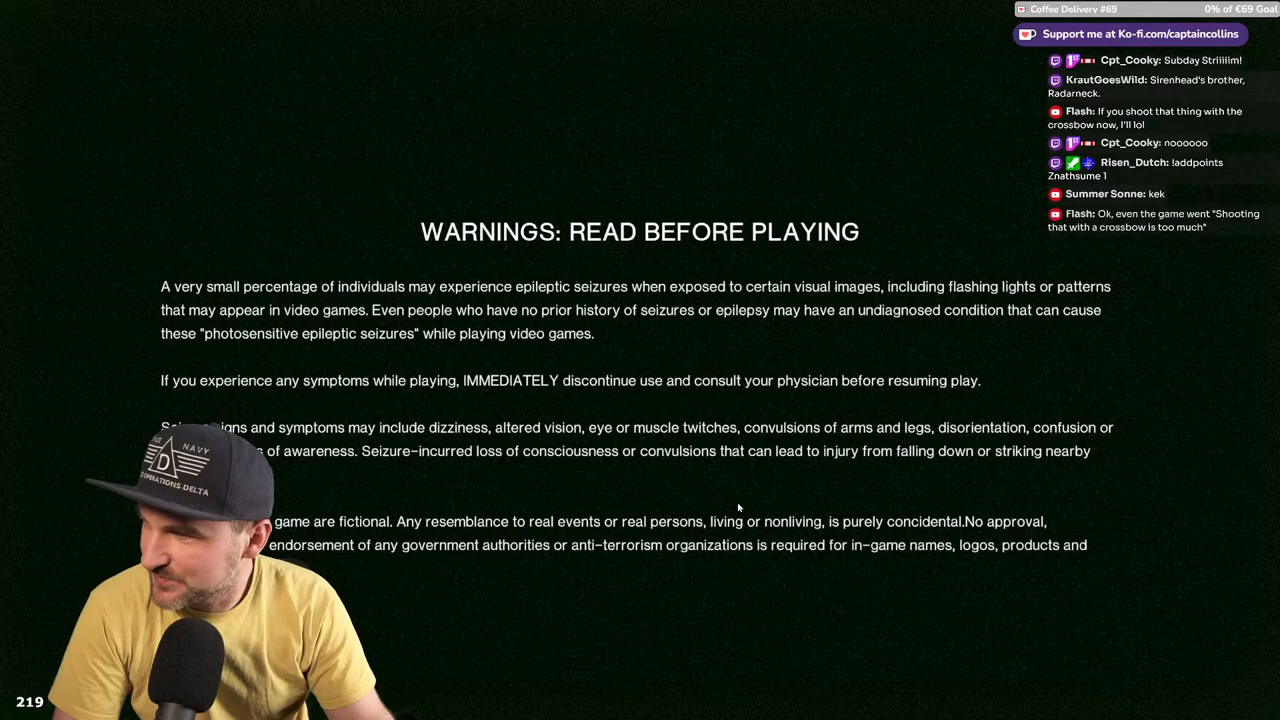 Coffee Delivery #69 0% of €69 Goal
Support me at Ko-fi.com/captaincollins
Cpt_Cooky: Subday Striiiiim!
KrautGoesWild: Sirenhead's brother,
Radarneck.
Flash: If you shoot that thing with the
crossbow now, I'll lol
Cpt_Cooky: noooooo
Risen_Dutch: !addpoints
Znathsume 1
Summer Sonne: kek
Flash: Ok, even the game went "Shooting
that with a crossbow is too much"
WARNINGS: READ BEFORE PLAYING
A very small percentage of individuals may experience epileptic seizures when exposed to certain visual images, including flashing lights or patterns
that may appear in video games. Even people who have no prior history of seizures or epilepsy may have an undiagnosed condition that can cause
these "photosensitive epileptic seizures" while playing video games.
If you experience any symptoms while playing, IMMEDIATELY discontinue use and consult your physician before resuming play.
signs and symptoms may include dizziness, altered vision, eye or muscle twitches, convulsions of arms and legs, disorientation, confusion or
of awareness. Seizure-incurred loss of consciousness or convulsions that can lead to injury from falling down or striking nearby
game are fictional. Any resemblance to real events or real persons, living or nonliving, is purely concidental.No approval,
endorsement of any government authorities or anti-terrorism organizations is required for in-game names, logos, products and
NAVY
D
OPERATIONS-DELTA
219